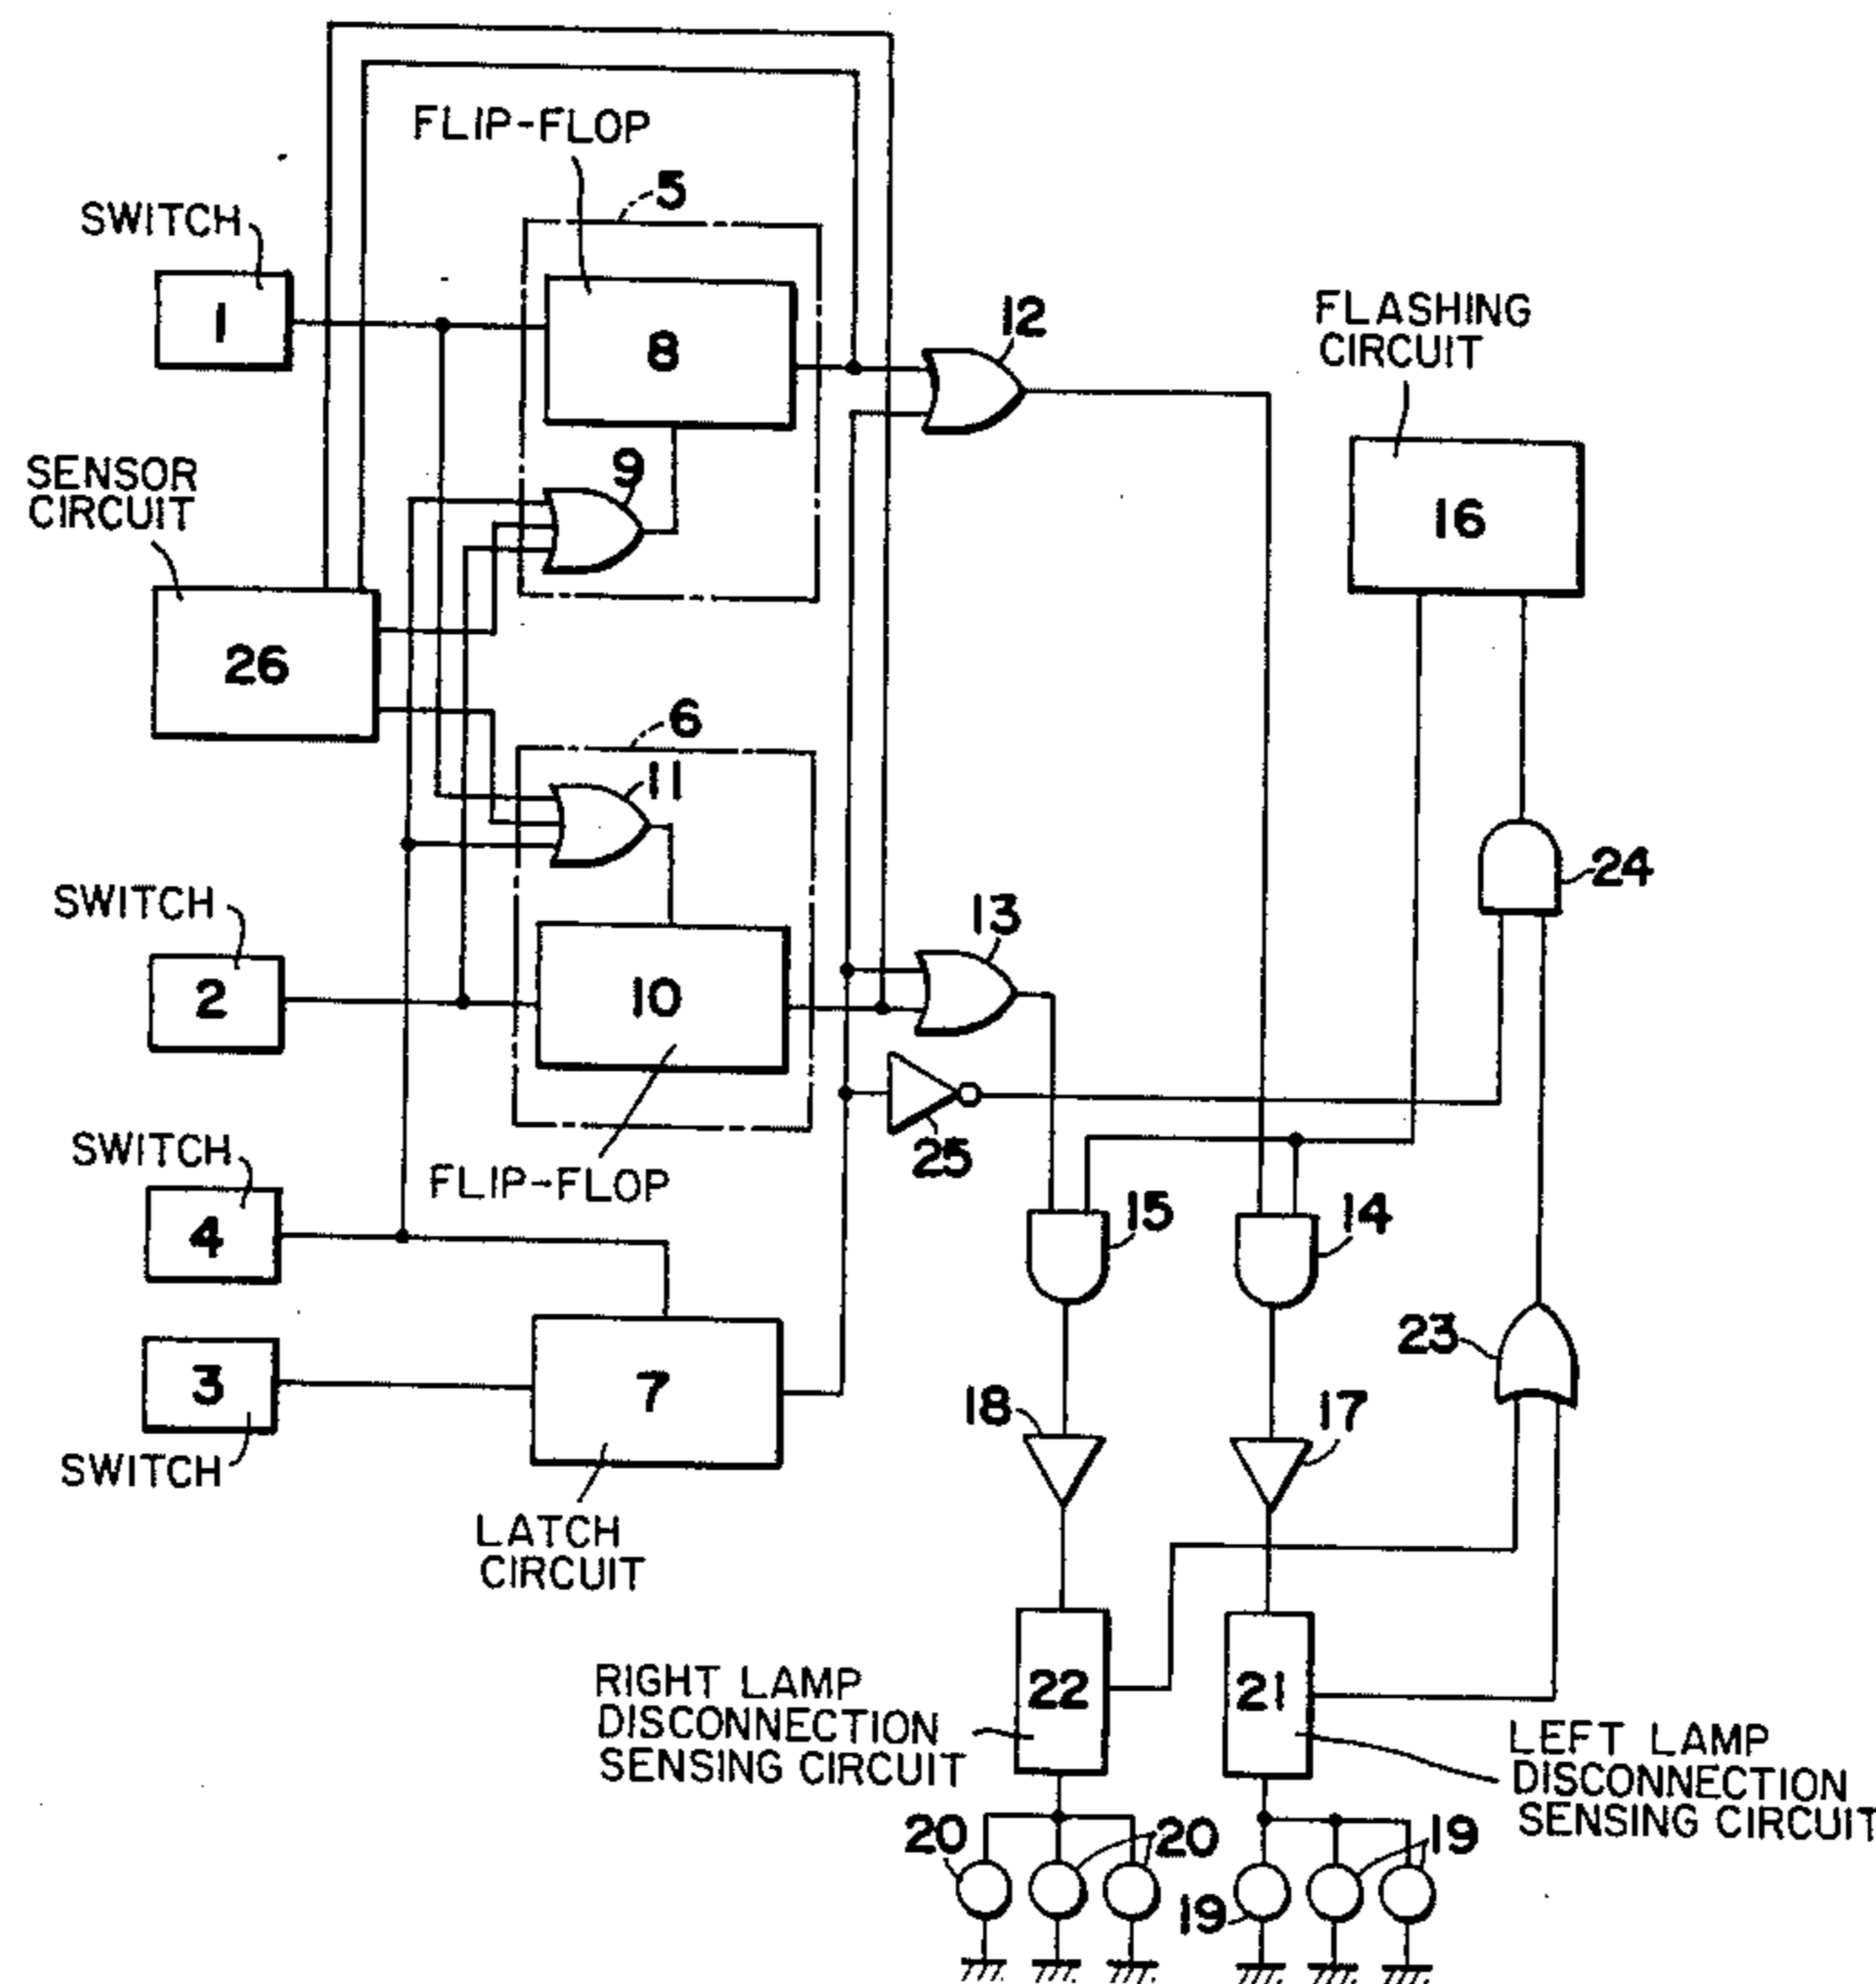 FLIP-FLOP
5
SWITCH
1
8
12
FLASHING
CIRCUIT
9
SENSOR
CIRCUIT
16
26
6
11
24
SWITCH
13
2
10
SWITCH
25
FLIP-FLOP
15
14
4
23
3
7
18
17
SWITCH
LATCH
CIRCUIT
RIGHT LAMP
DISCONNECTION
SENSING CIRCUIT
22
21
LEFT LAMP
DISCONNECTION
SENSING CIRCUIT
20
20
19
19